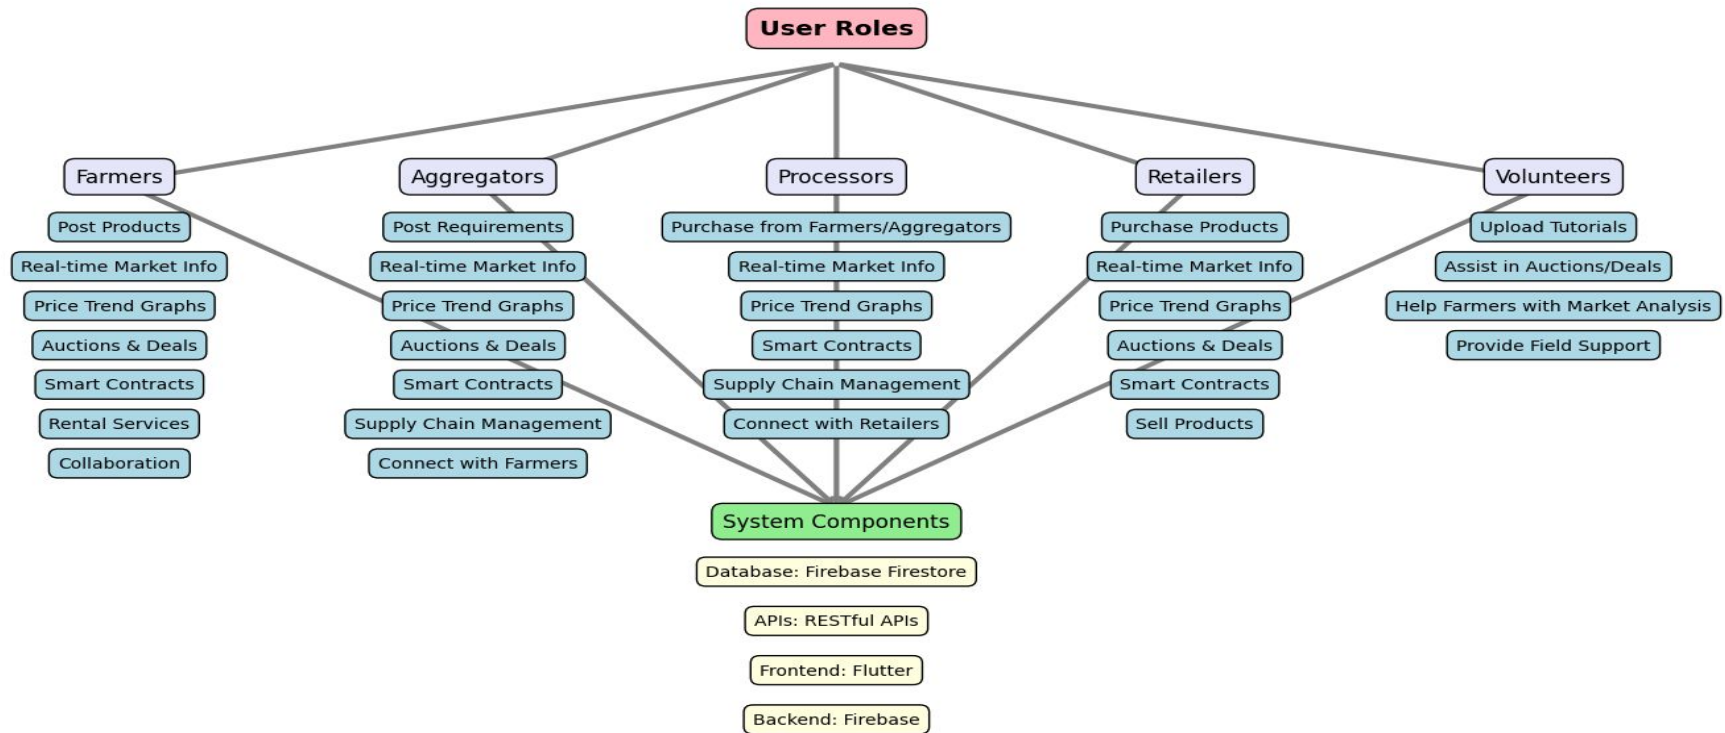 User Roles
Farmers
Post Products
Real-time Market Info
Price Trend Graphs
Auctions & Deals
Smart Contracts
Rental Services
Collaboration
Aggregators
Post Requirements
Real-time Market Info
Price Trend Graphs
Auctions & Deals
Smart Contracts
Supply Chain Management
Connect with Farmers
Processors
Purchase from Farmers/Aggregators
Real-time Market Info
Price Trend Graphs
Smart Contracts
Supply Chain Management
Connect with Retailers
Retailers
Purchase Products
Real-time Market Info
Price Trend Graphs
Auctions & Deals
Smart Contracts
Sell Products
Volunteers
Upload Tutorials
Assist in Auctions/Deals
Help Farmers with Market Analysis
Provide Field Support
System Components
Database: Firebase Firestore
APIs: RESTful APIs
Frontend: Flutter
Backend: Firebase